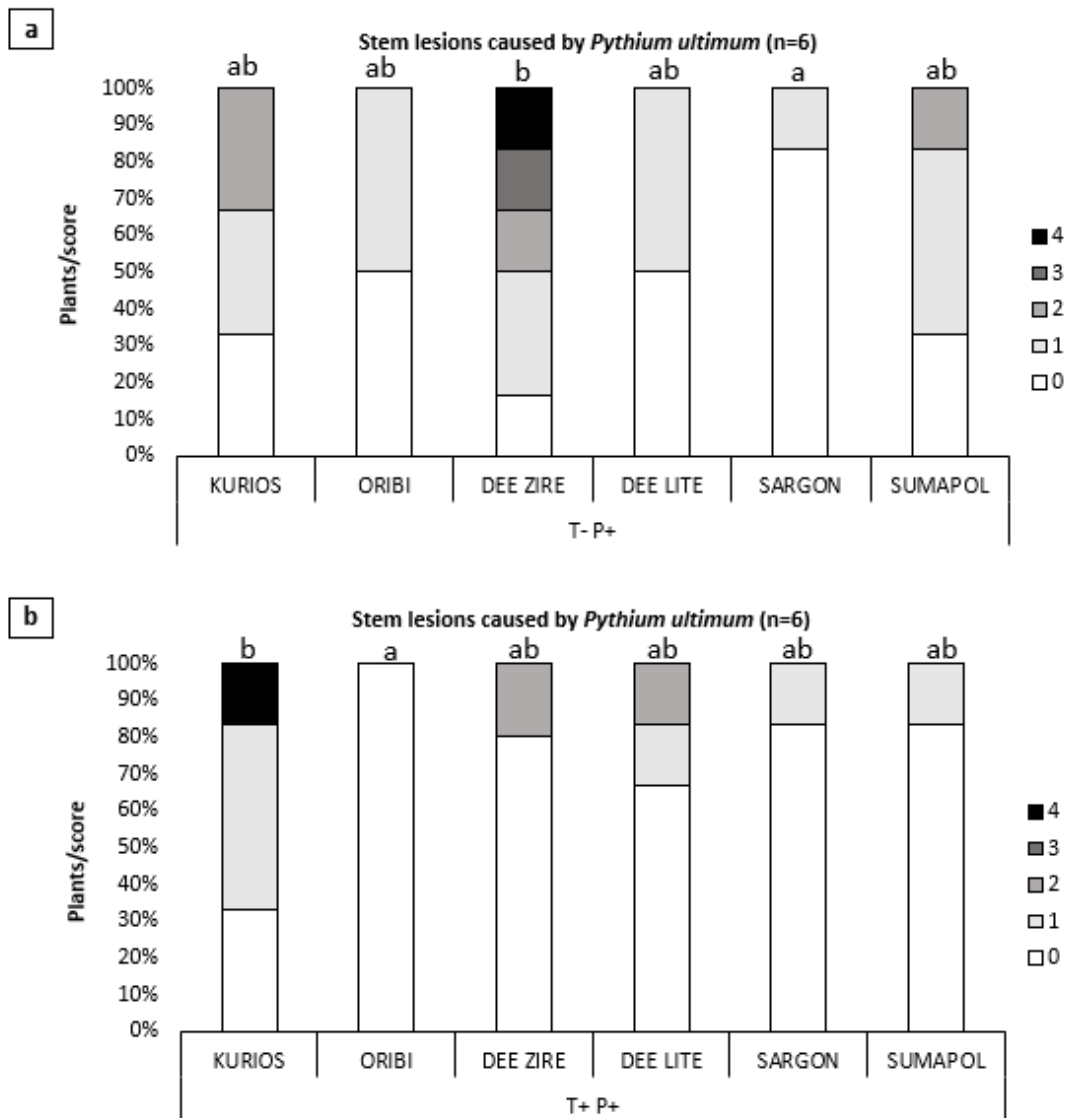 a
Stem lesions caused by Pythium ultimum (n=6)
ab ab b ab a ab
100%
90%
80%
70%
60%
50%
40%
30%
20%
10%
0%
Plants/score
4
3
2
1
0
KURIOS ORIBI DEE ZIRE DEE LITE SARGON SUMAPOL
T- P+
b
Stem lesions caused by Pythium ultimum (n=6)
b a ab ab ab ab
100%
90%
80%
70%
60%
50%
40%
30%
20%
10%
0%
Plants/score
4
3
2
1
0
KURIOS ORIBI DEE ZIRE DEE LITE SARGON SUMAPOL
T+ P+